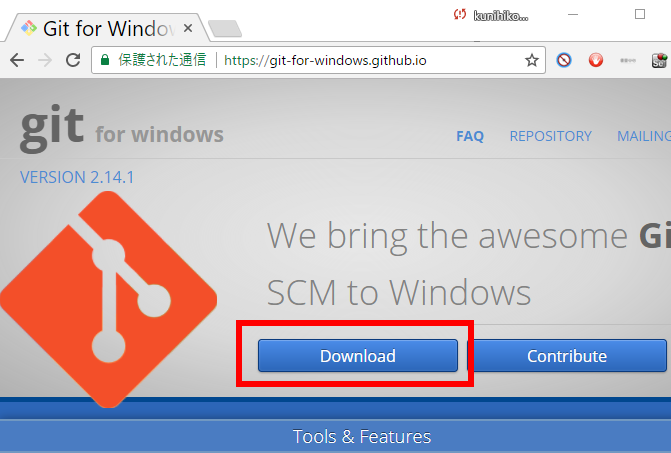 Git for Windo
kunihiko...
保護された通信
https://git-for-windows.github.io
git for windows
FAQ
REPOSITORY
MAILING
VERSION 2.14.1
We bring the awesome Gi
SCM to Windows
Download
Contribute
Tools & Features